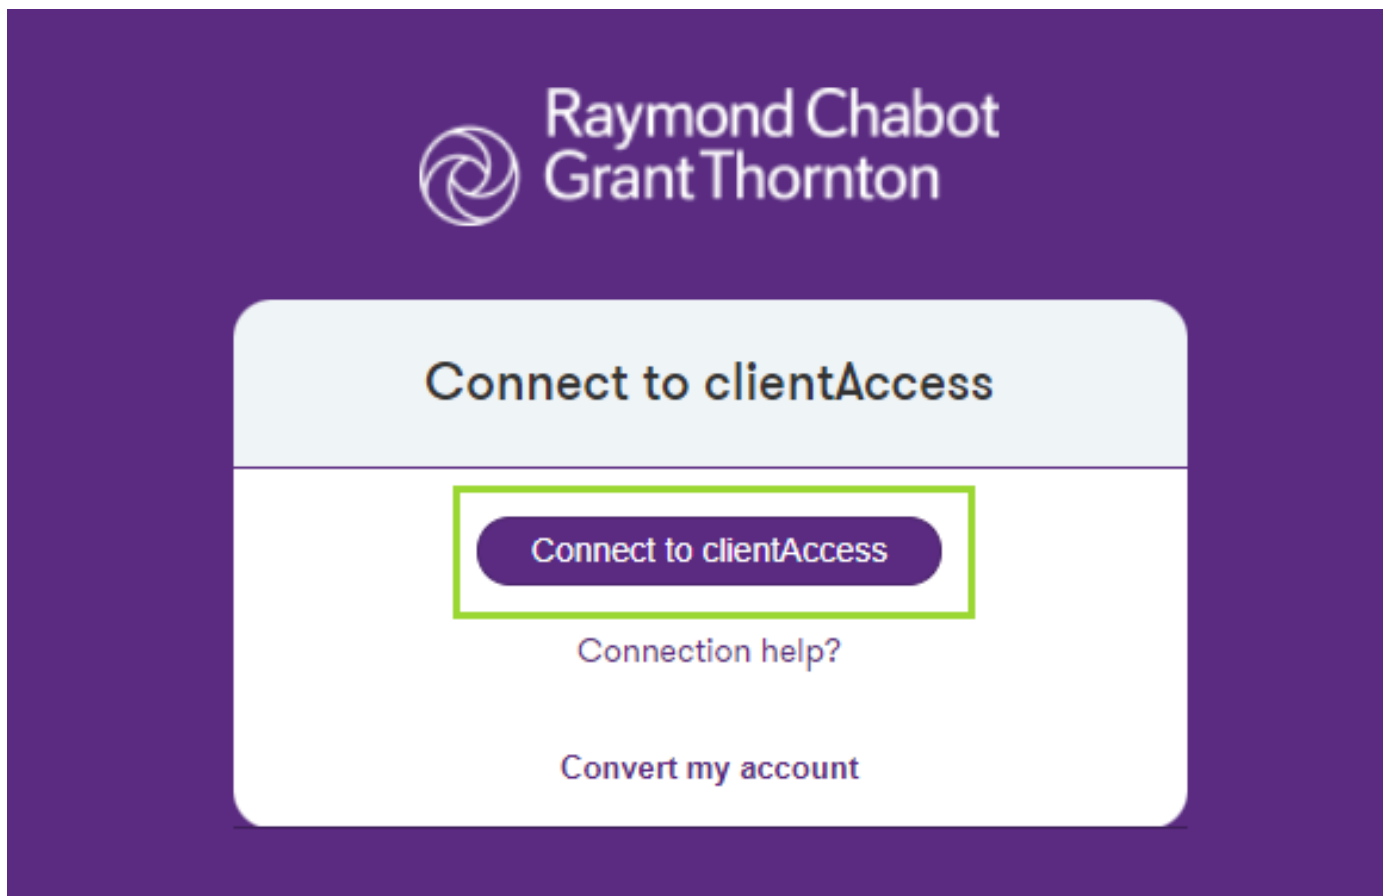 Raymond Chabot
Grant Thornton
Connect to clientAccess
Connect to clientAccess
Connection help?
Convert my account